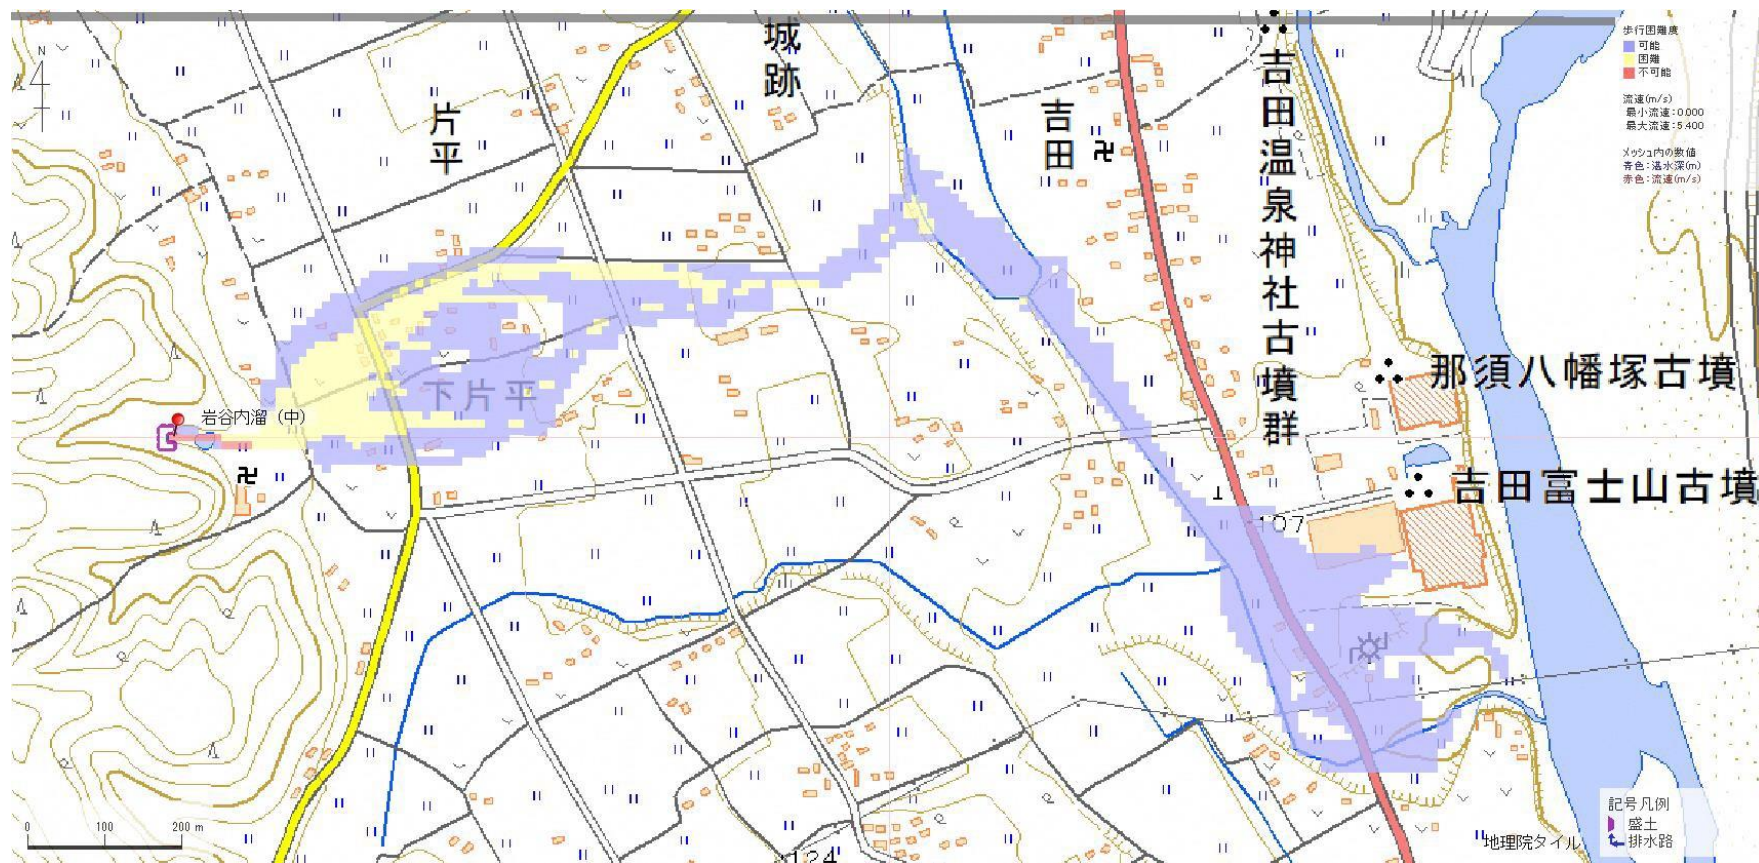 城跡
片平
吉田
吉田温泉神社古墳群
歩行困難度
可能
困難
不可能
流速(m/s)
最小流速:0.000
最大流速:5.400
メッシュ内の数値
青色:湛水深(m)
赤色:流速(m/s)
N
那須八幡塚古墳
下片平
岩谷内溜(中)
吉田富士山古墳
107
0 100 200 m
124
地理院タイル
記号凡例
盛土
排水路